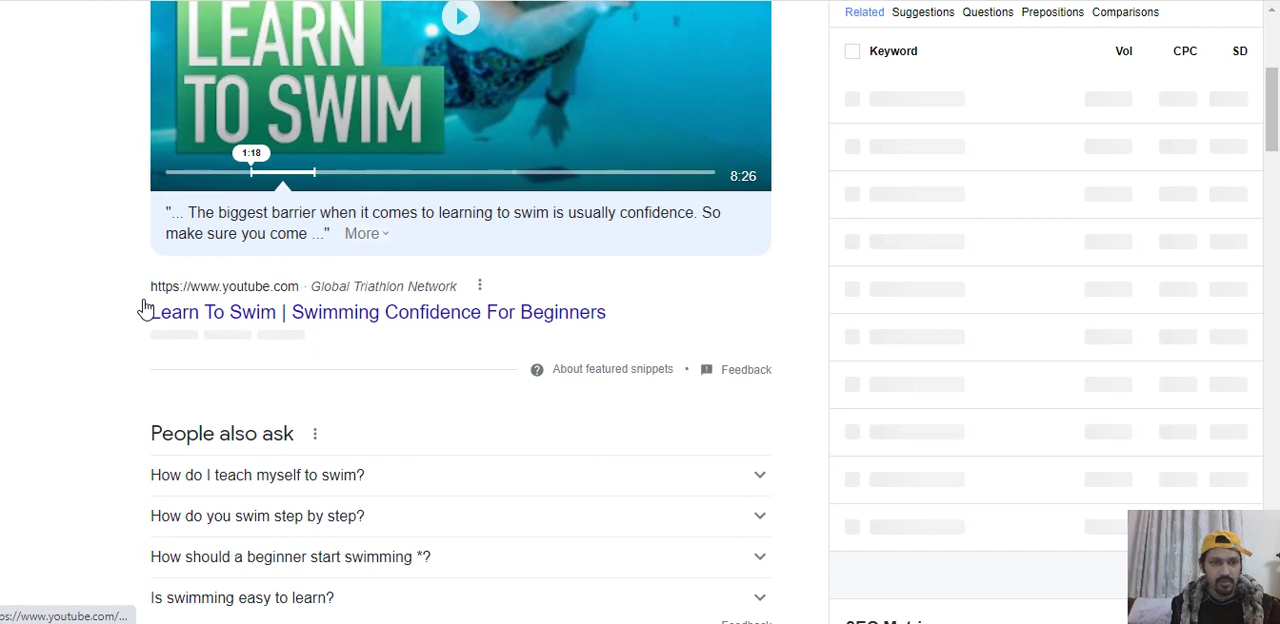 LEARN
TO SWIM
1:18
8:26
"... The biggest barrier when it comes to learning to swim is usually confidence. So
make sure you come ..." More
https://www.youtube.com · Global Triathlon Network
Learn To Swim | Swimming Confidence For Beginners
About featured snippets • Feedback
People also ask
How do I teach myself to swim?
How do you swim step by step?
How should a beginner start swimming *?
Is swimming easy to learn?
ps://www.youtube.com/...
Related Suggestions Questions Prepositions Comparisons
Keyword Vol CPC SD